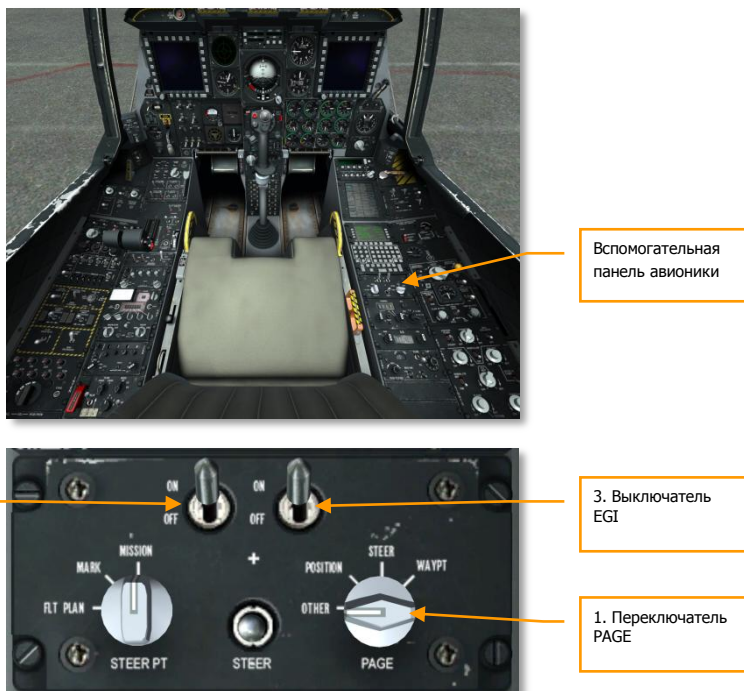 Вспомогательная
панель авионики
ON
OFF
ON
OFF
MISSION
MARK
FLT PLAN
STEER PT
STEER
STEER
POSITION
WAYPT
OTHER
PAGE
3. Выключатель
EGI
1. Переключатель
PAGE